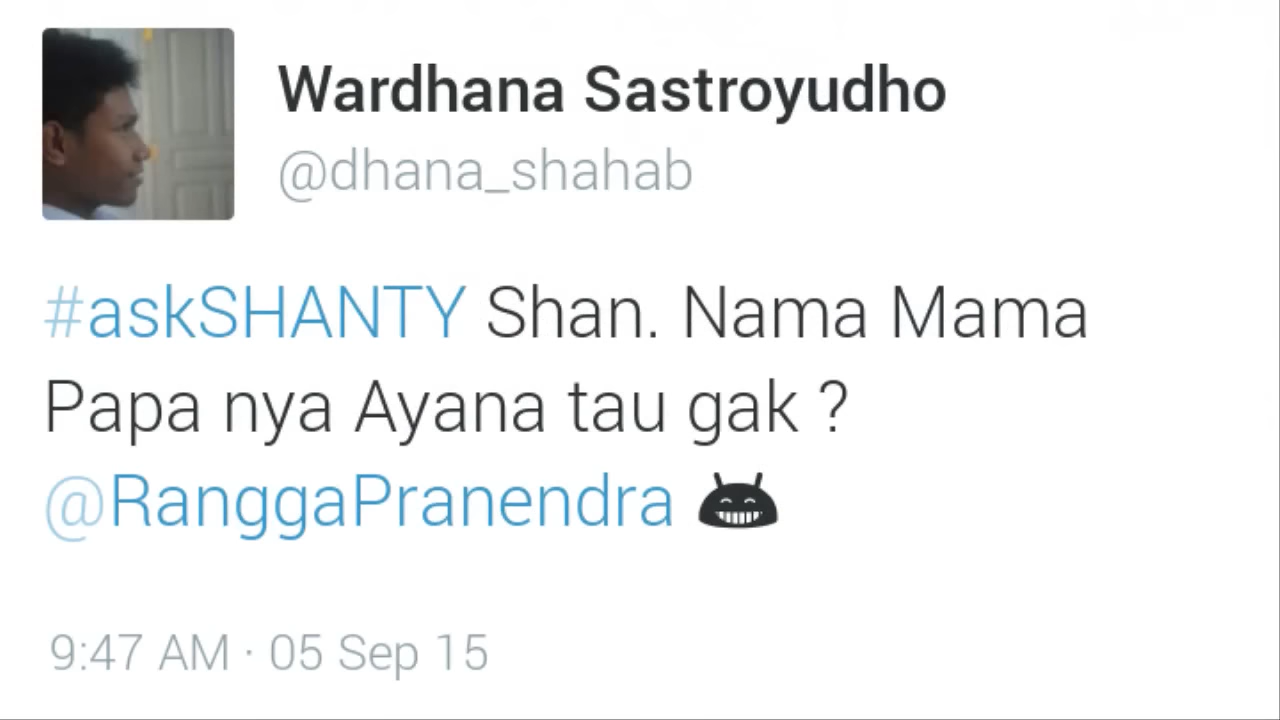 Wardhana Sastroyudho
@dhana_shahab
#askSHANTY Shan. Nama Mama
Papa nya Ayana tau gak ?
@RanggaPranendra
9:47 AM · 05 Sep 15